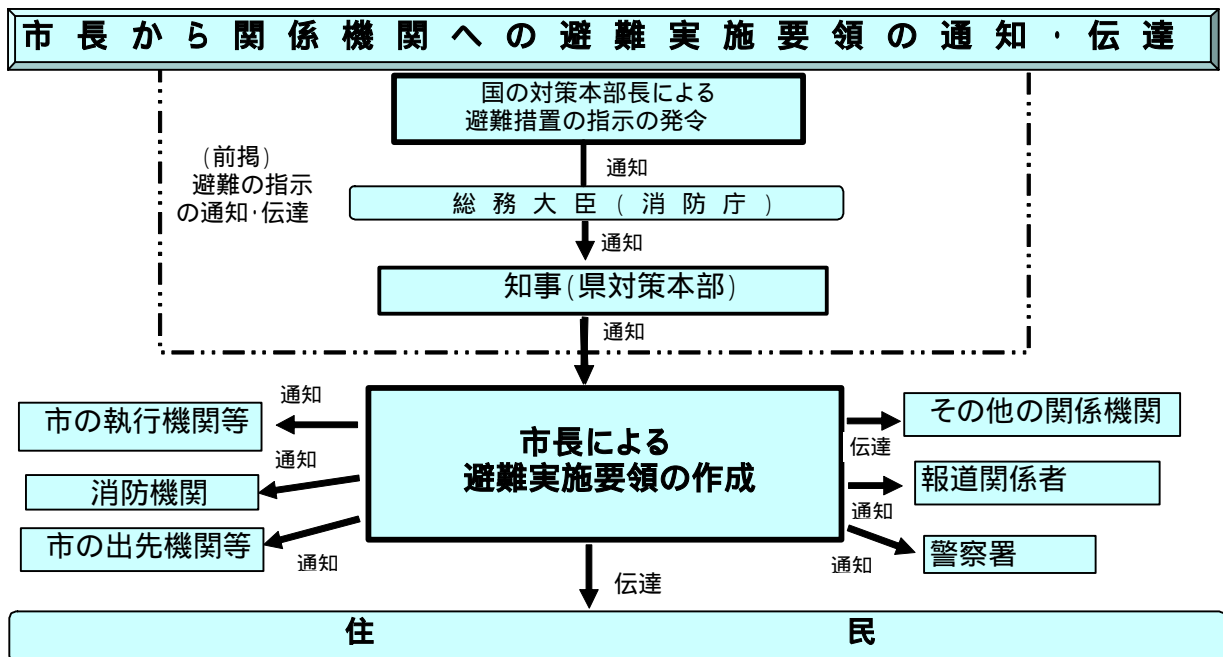 市長から関係機関への避難実施要領の通知・伝達
国の対策本部長による
避難措置の指示の発令
(前掲)
避難の指示
の通知・伝達
通知
総務大臣(消防庁)
通知
知事(県対策本部)
通知
市長による
避難実施要領の作成
通知
市の執行機関等
通知
消防機関
市の出先機関等
通知
その他の関係機関
伝達
報道関係者
通知
警察署
通知
伝達
住民